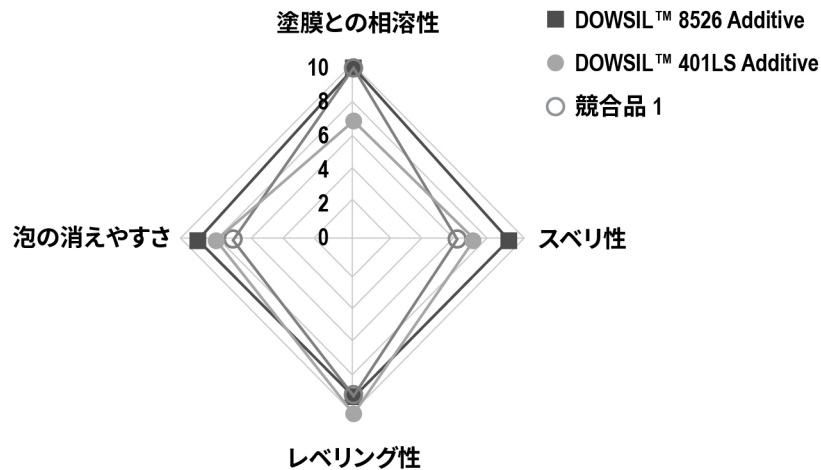 塗膜との相溶性
DOWSIL™ 8526 Additive
DOWSIL™ 401LS Additive
競合品 1
10
8
6
4
2
0
泡の消えやすさ
スベリ性
レベリング性